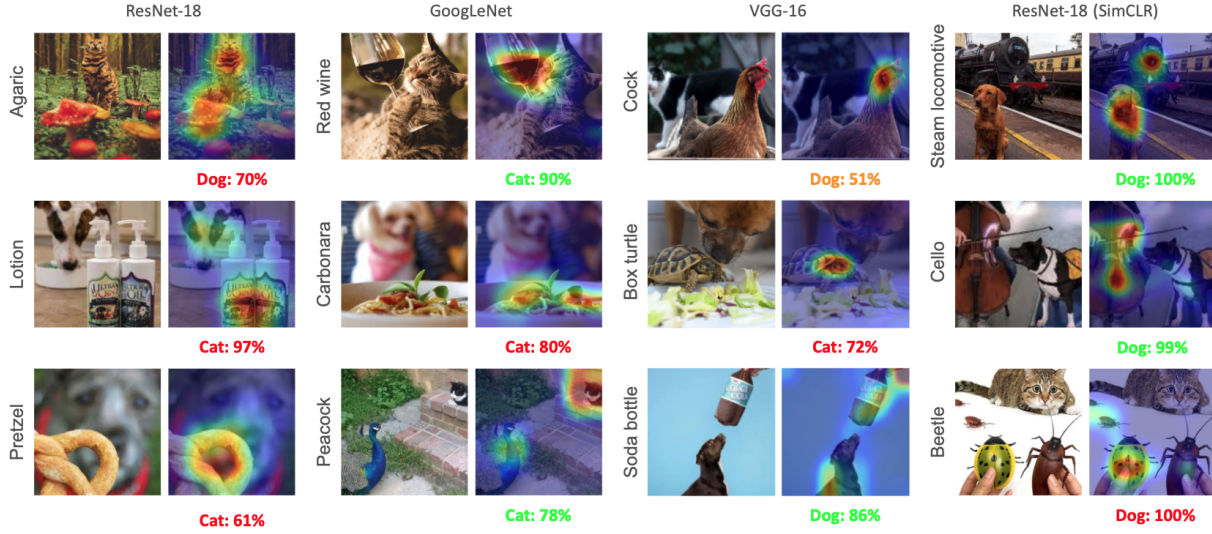 ResNet-18 GoogLeNet VGG-16 ResNet-18 (SimCLR)
Agaric Red wine Cock Steam locomotive
Dog: 70% Cat: 90% Dog: 51% Dog: 100%
Lotion Carbonara Box turtle Cello
Cat: 97% Cat: 80% Cat: 72% Dog: 99%
Pretzel Peacock Soda bottle Beetle
Cat: 61% Cat: 78% Dog: 86% Dog: 100%